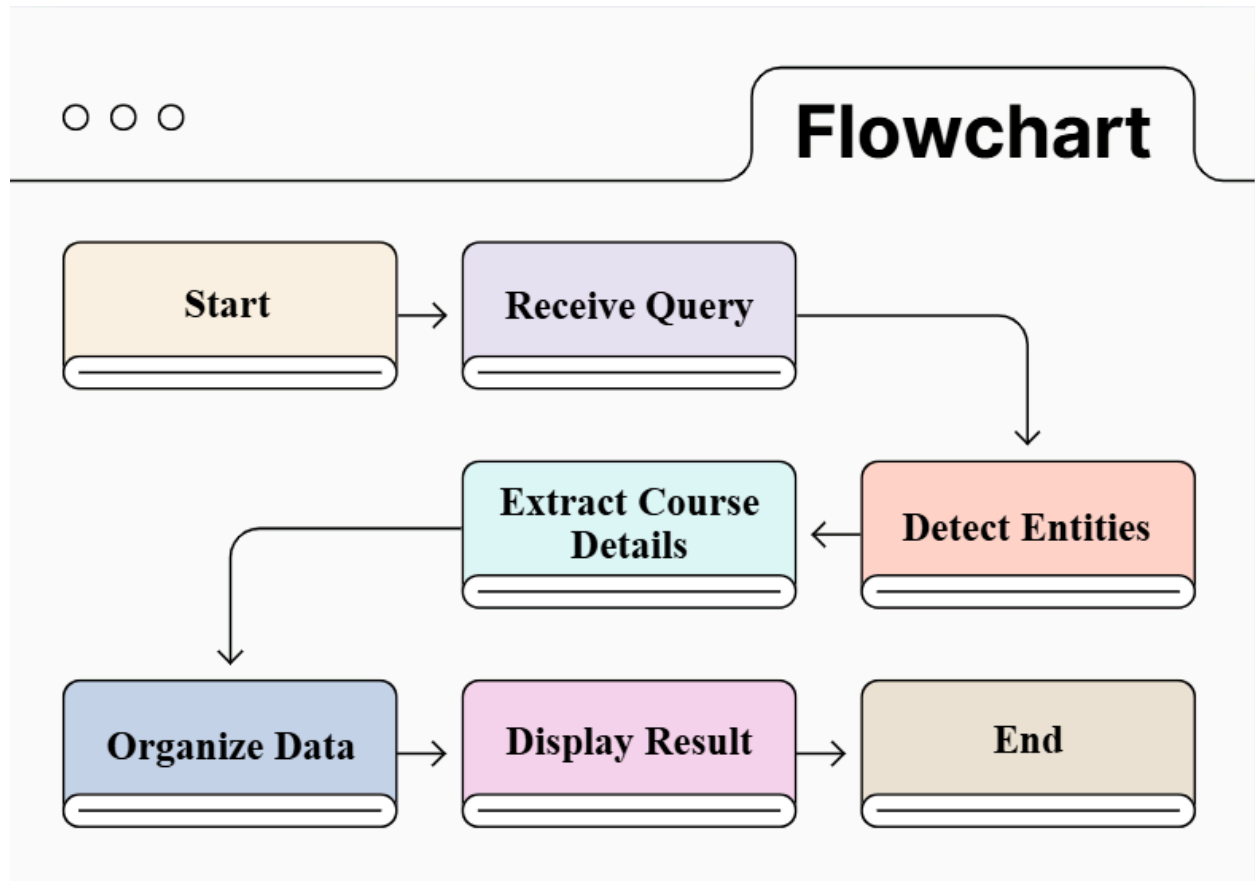 Flowchart
Start
Receive Query
Detect Entities
Extract Course
Details
Organize Data
Display Result
End